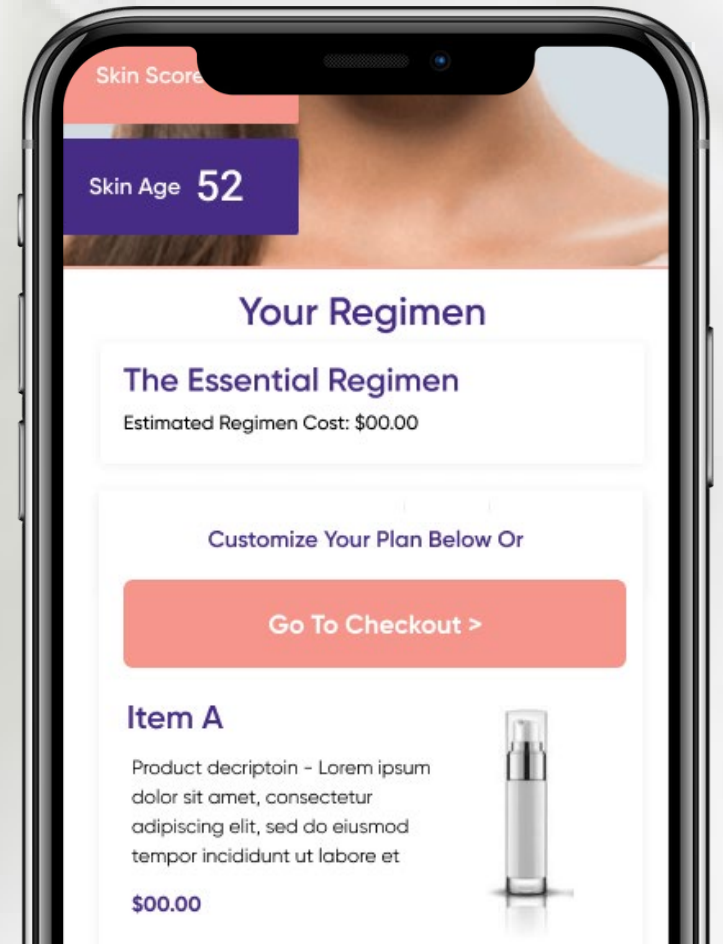 Skin Score
Skin Age 52
Your Regimen
The Essential Regimen
Estimated Regimen Cost: $00.00
Customize Your Plan Below Or
Go To Checkout >
Item A
Product decriptoin - Lorem ipsum
dolor sit amet, consectetur
adipiscing elit, sed do eiusmod
tempor incididunt ut labore et
$00.00